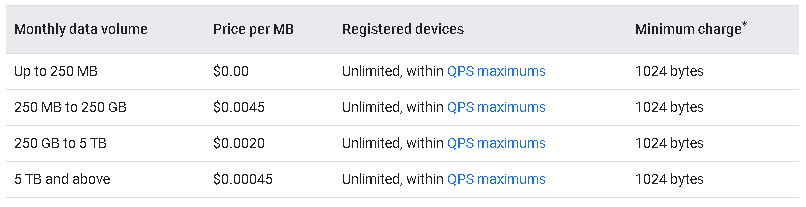 Monthly data volume Price per MB Registered devices Minimum charge*
Up to 250 MB $0.00 Unlimited, within QPS maximums 1024 bytes
250 MB to 250 GB $0.0045 Unlimited, within QPS maximums 1024 bytes
250 GB to 5 TB $0.0020 Unlimited, within QPS maximums 1024 bytes
5 TB and above $0.00045 Unlimited, within QPS maximums 1024 bytes